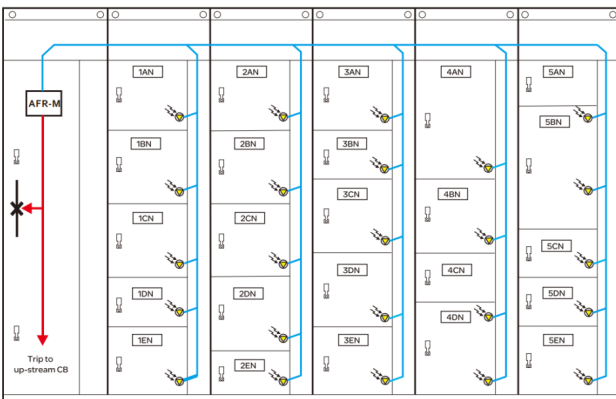 AFR-M
Trip to
up-stream CB
1AN
1BN
1CN
1DN
1EN
2AN
2BN
2CN
2DN
2EN
3AN
3BN
3CN
3DN
3EN
4AN
4BN
4CN
4DN
5AN
5BN
5CN
5DN
5EN